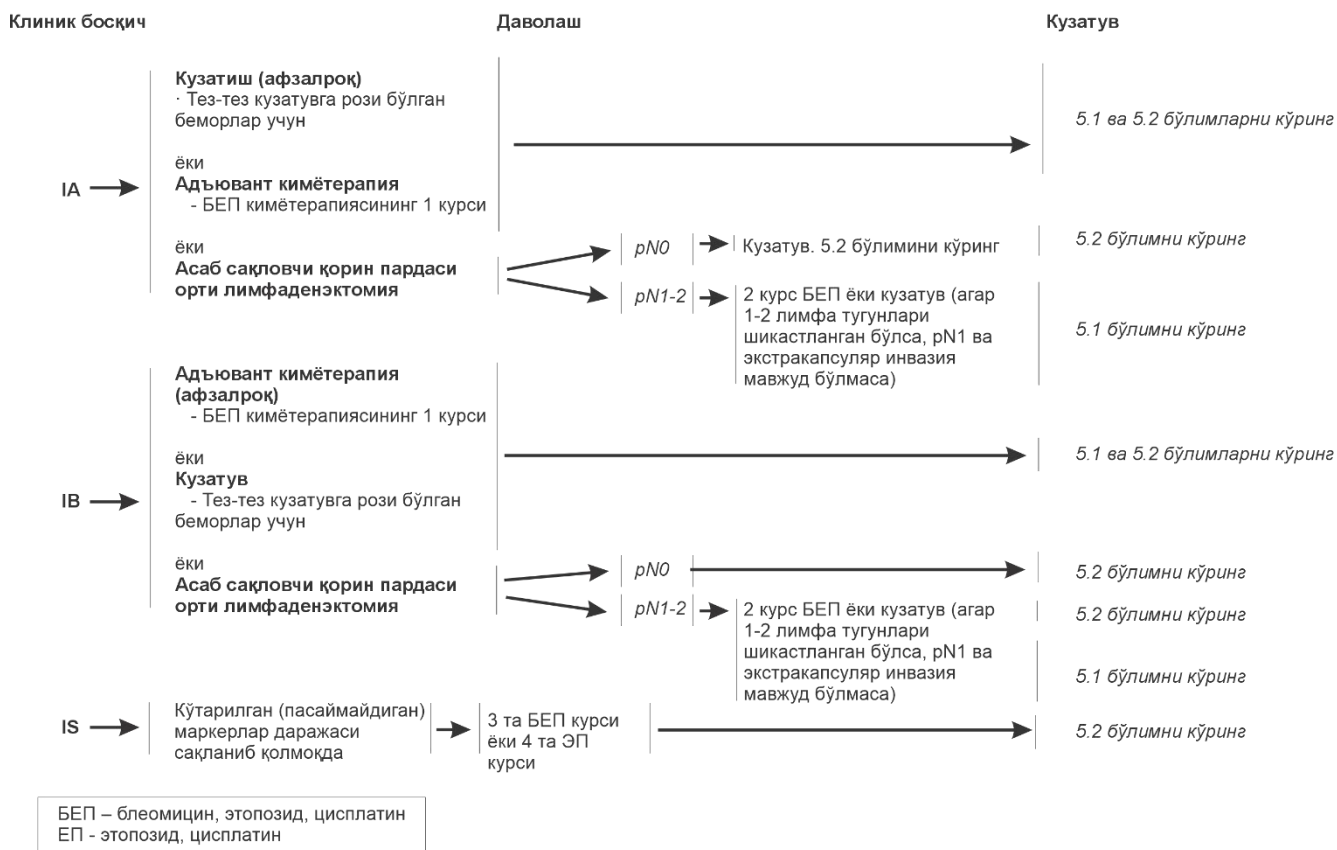 Клиник босқич
Даволаш
Кузатув
IA
Кузатиш (афзалроқ)
· Тез-тез кузатувга рози бўлган
беморлар учун
ёки
Адъювант кимётерапия
- БЕП кимётерапиясининг 1 курси
ёки
Асаб сақловчи қорин пардаси
орти лимфаденэктомия
5.1 ва 5.2 бўлимларни кўринг
pN0
Кузатув. 5.2 бўлимини кўринг
5.2 бўлимни кўринг
pN1-2
2 курс БЕП ёки кузатув (агар
1-2 лимфа тугунлари
шикастланган бўлса, pN1 ва
экстракапсуляр инвазия
мавжуд бўлмаса)
5.1 бўлимни кўринг
IB
Адъювант кимётерапия
(афзалроқ)
- БЕП кимётерапиясининг 1 курси
ёки
Кузатув
- Тез-тез кузатувга рози бўлган
беморлар учун
ёки
Асаб сақловчи қорин пардаси
орти лимфаденэктомия
5.1 ва 5.2 бўлимларни кўринг
pN0
5.2 бўлимни кўринг
pN1-2
2 курс БЕП ёки кузатув (агар
1-2 лимфа тугунлари
шикастланган бўлса, pN1 ва
экстракапсуляр инвазия
мавжуд бўлмаса)
5.2 бўлимни кўринг
5.1 бўлимни кўринг
IS
Кўтарилган (пасаймайдиган)
маркерлар даражаси
сақланиб қолмоқда
3 та БЕП курси
ёки 4 та ЭП
курси
5.2 бўлимни кўринг
БЕП – блеомицин, этопозид, цисплатин
ЕП - этопозид, цисплатин